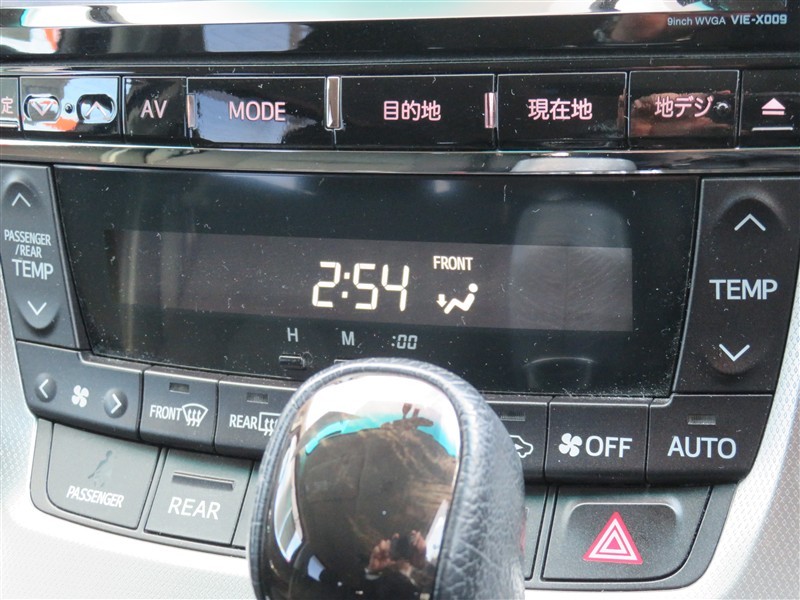 9inch WVGA VIE-X009
定 AV MODE 目的地 現在地 地デジ
PASSENGER
/REAR
TEMP
2:54 FRONT
TEMP
H M :00
FRONT REAR OFF AUTO
PASSENGER REAR